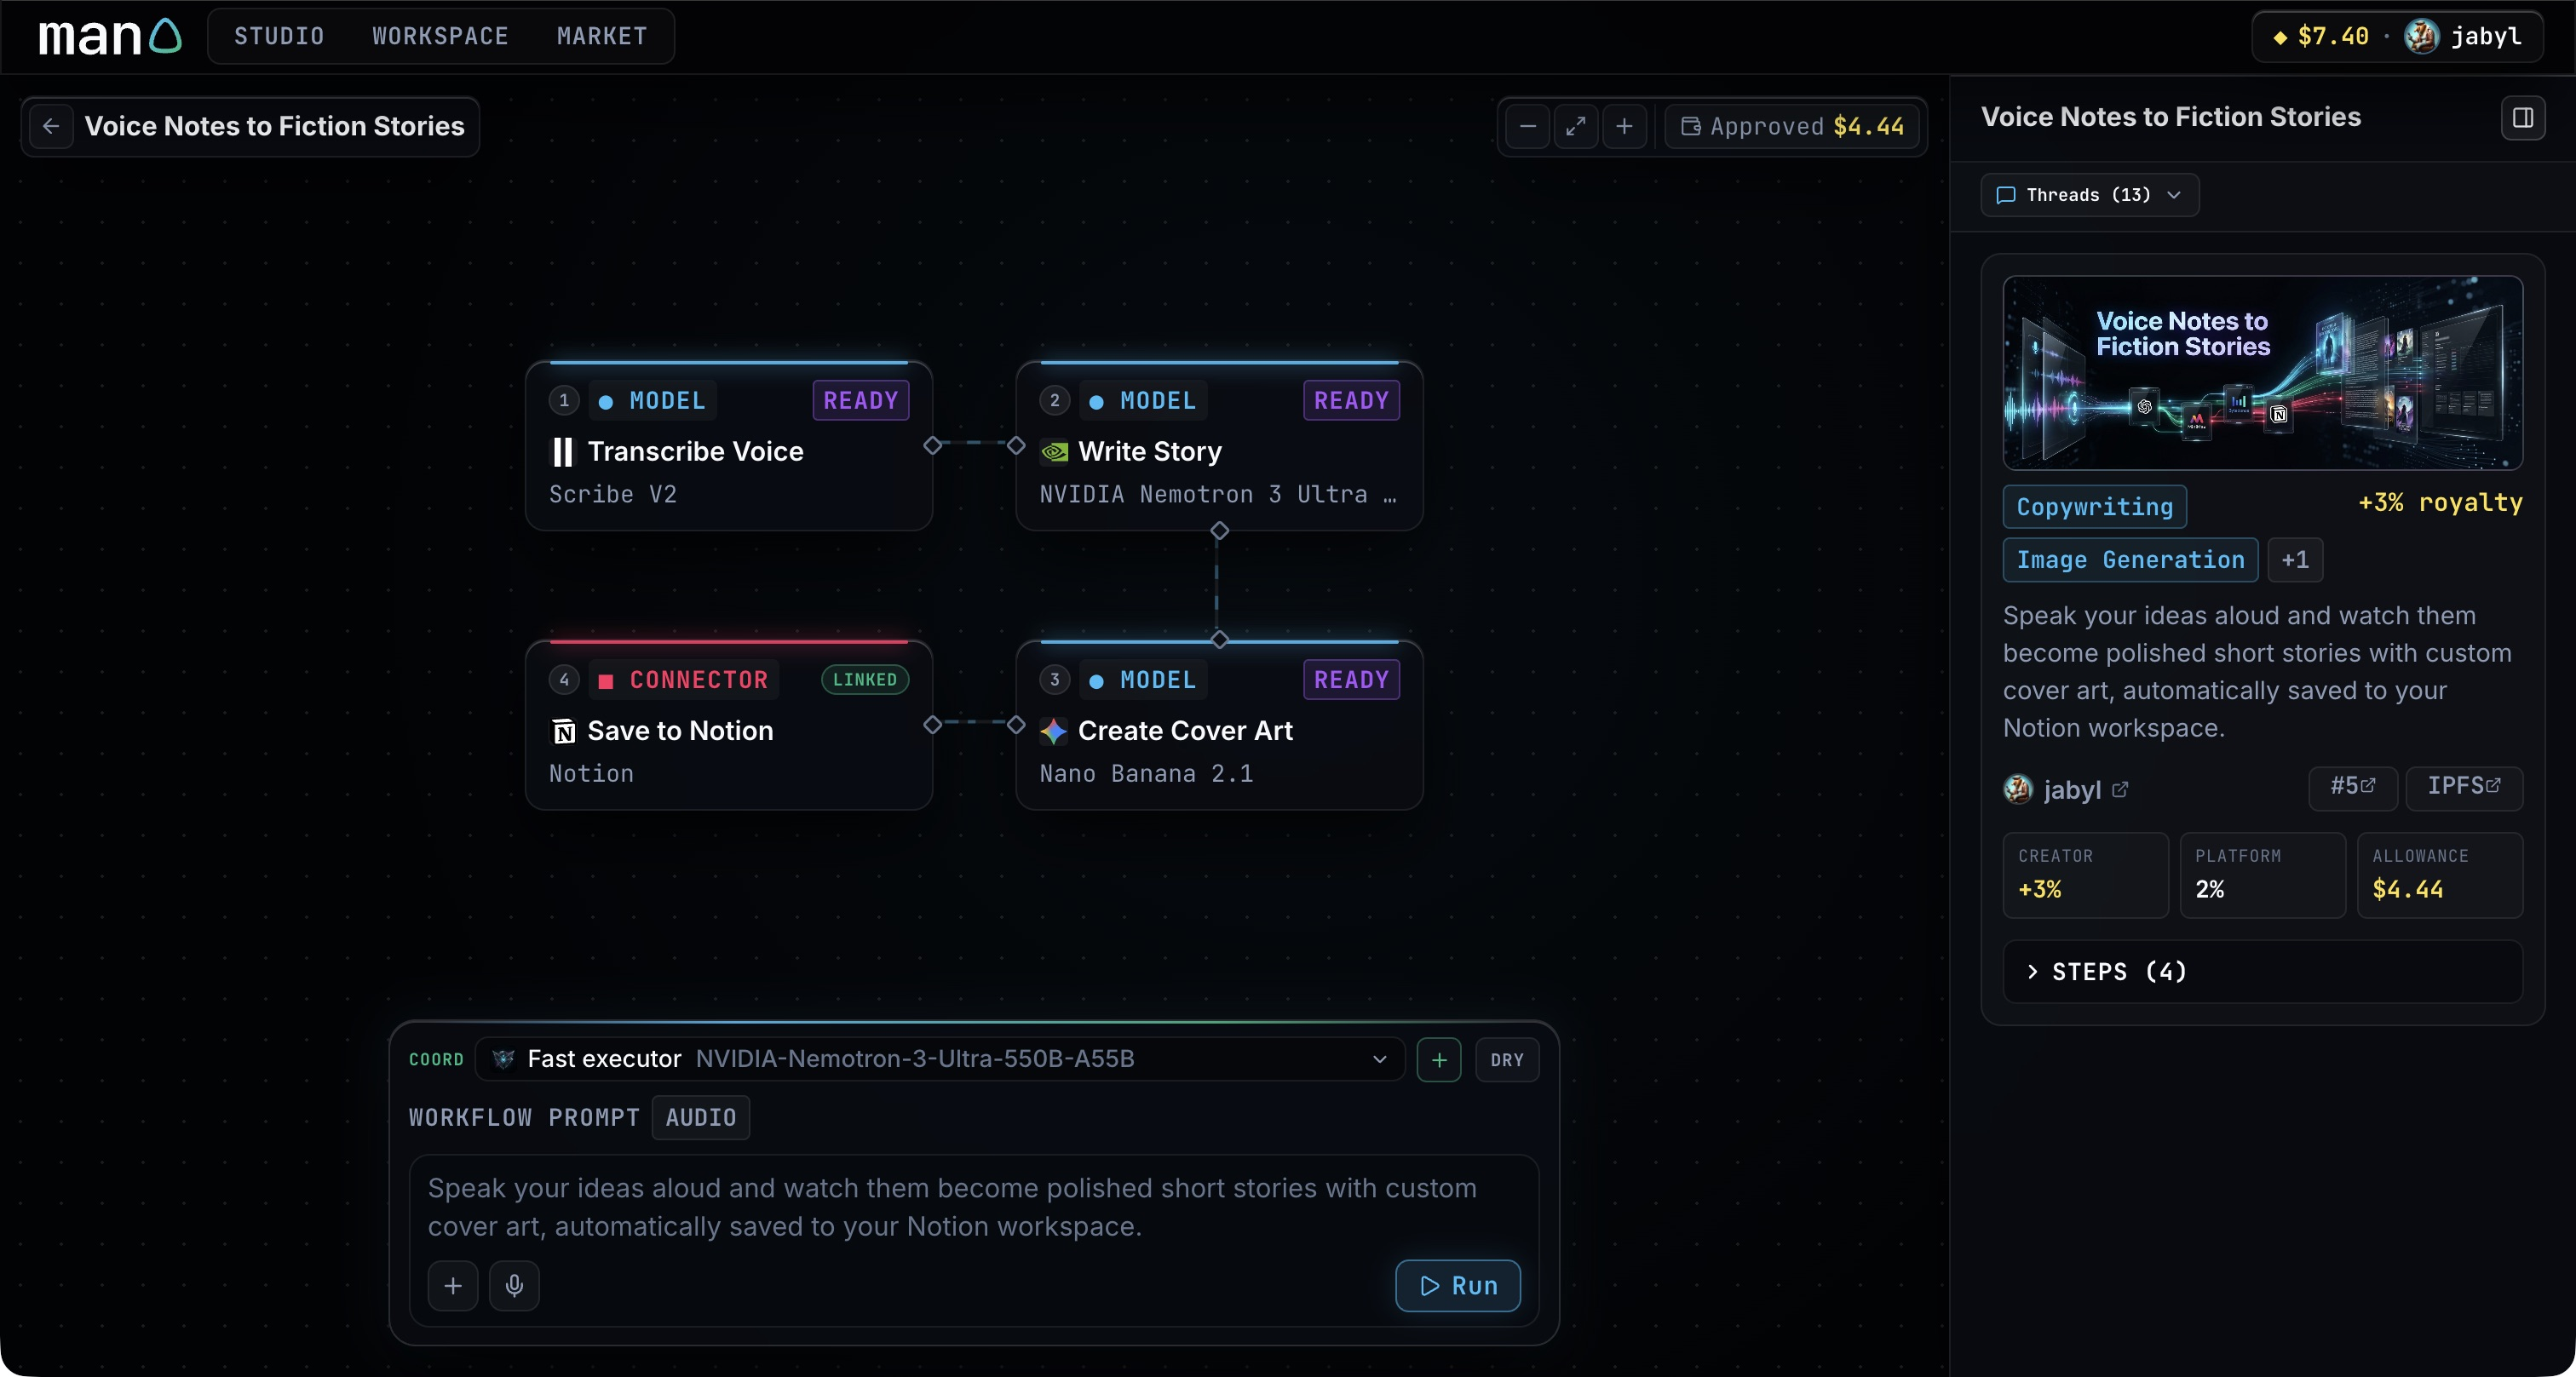 mano
STUDIO WORKSPACE MARKET
$7.40 · jabyl
Voice Notes to Fiction Stories
Approved $4.44
1 MODEL READY
Transcribe Voice
Scribe V2
2 MODEL READY
Write Story
NVIDIA Nemotron 3 Ultra …
4 CONNECTOR LINKED
Save to Notion
Notion
3 MODEL READY
Create Cover Art
Nano Banana 2.1
COORD Fast executor NVIDIA-Nemotron-3-Ultra-550B-A55B + DRY
WORKFLOW PROMPT AUDIO
Speak your ideas aloud and watch them become polished short stories with custom
cover art, automatically saved to your Notion workspace.
Run
Voice Notes to Fiction Stories
Threads (13)
Voice Notes to
Fiction Stories
Copywriting +3% royalty
Image Generation +1
Speak your ideas aloud and watch them
become polished short stories with custom
cover art, automatically saved to your
Notion workspace.
jabyl #5 IPFS
CREATOR PLATFORM ALLOWANCE
+3% 2% $4.44
STEPS (4)